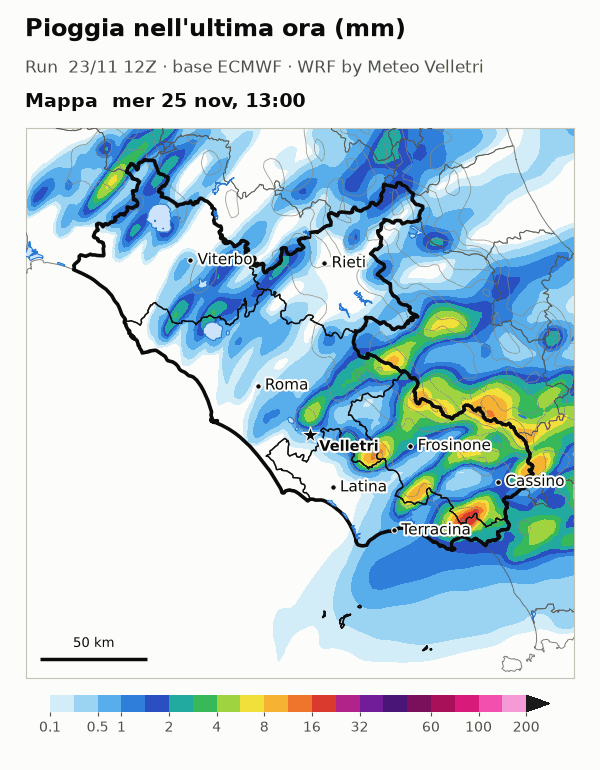 Pioggia nell'ultima ora (mm)
Run  23/11 12Z · base ECMWF · WRF by Meteo Velletri
Mappa  mer 25 nov, 13:00
Viterbo
Rieti
Roma
Velletri
Frosinone
Latina
Cassino
Terracina
50 km
0.1 0.5 1 2 4 8 16 32 60 100 200